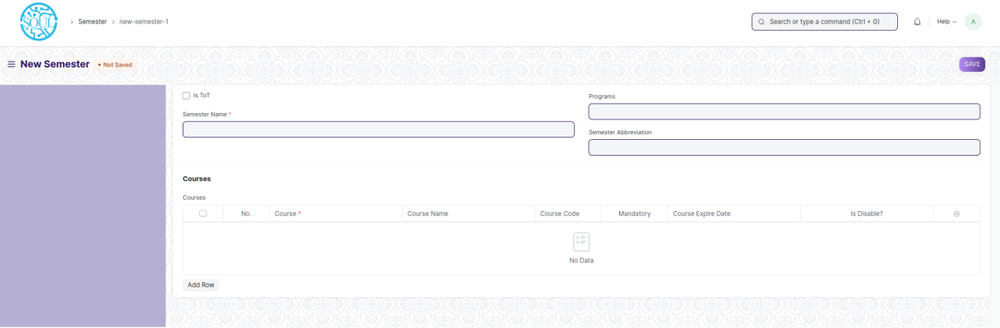 SOUL
› Semester › new-semester-1
Search or type a command (Ctrl + G)
Help
A
New Semester
• Not Saved
SAVE
Is ToT
Programs
Semester Name *
Semester Abbreviation
Courses
Courses
No. Course * Course Name Course Code Mandatory Course Expire Date Is Disable?
No Data
Add Row